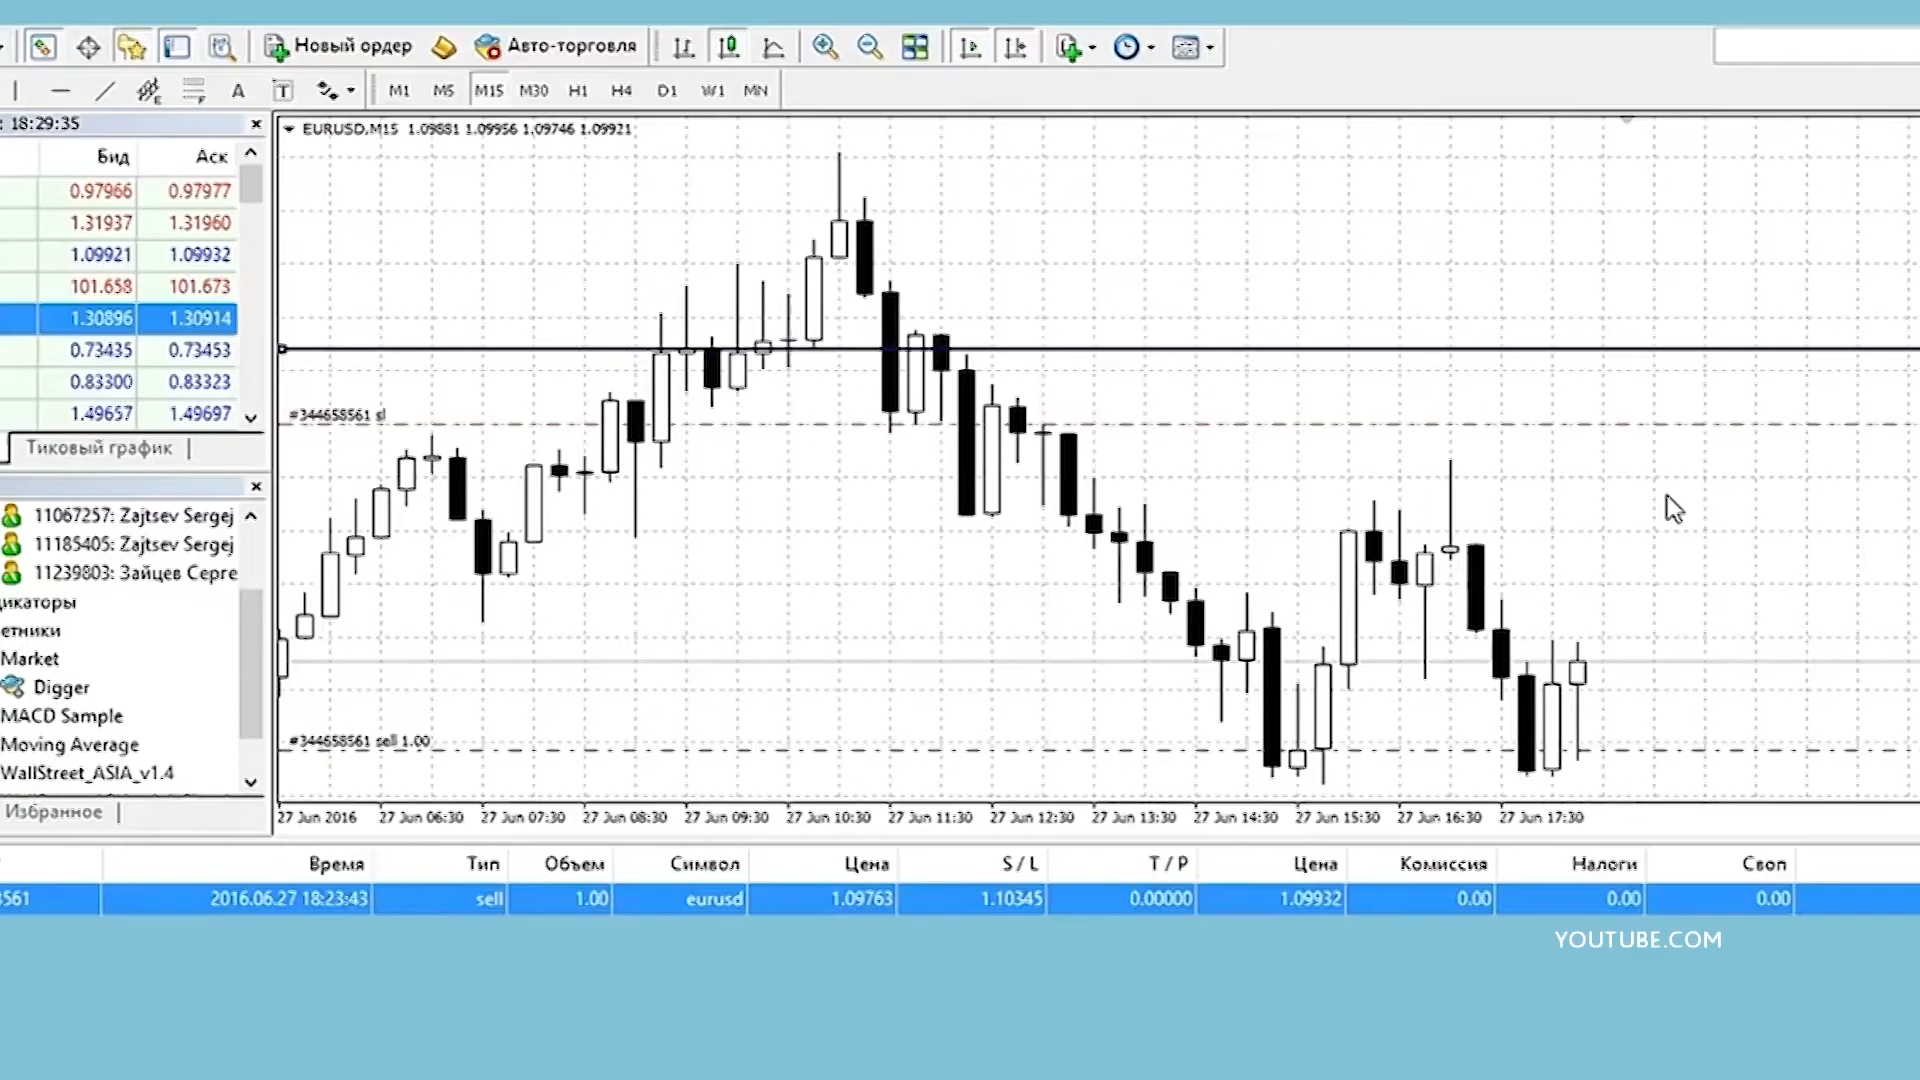 Новый ордер Авто-торговля
A T M1 M5 M15 M30 H1 H4 D1 W1 MN
: 18:29:35
Бид Аск
0.97966 0.97977
1.31937 1.31960
1.09921 1.09932
101.658 101.673
1.30896 1.30914
0.73435 0.73453
0.83300 0.83323
1.49657 1.49697
Тиковый график
11067257: Zajtsev Sergej
11185405: Zajtsev Sergej
11239803: Зайцев Серге
дикаторы
етники
Market
Digger
MACD Sample
Moving Average
WallStreet_ASIA_v1.4
Избранное
EURUSD,M15 1.09881 1.09956 1.09746 1.09921
#344658561 sl
#344658561 sell 1.00
27 Jun 2016 27 Jun 06:30 27 Jun 07:30 27 Jun 08:30 27 Jun 09:30 27 Jun 10:30 27 Jun 11:30 27 Jun 12:30 27 Jun 13:30 27 Jun 14:30 27 Jun 15:30 27 Jun 16:30 27 Jun 17:30
Время Тип Объем Символ Цена S / L T / P Цена Комиссия Налоги Своп
3561 2016.06.27 18:23:43 sell 1.00 eurusd 1.09763 1.10345 0.00000 1.09932 0.00 0.00 0.00
YOUTUBE.COM